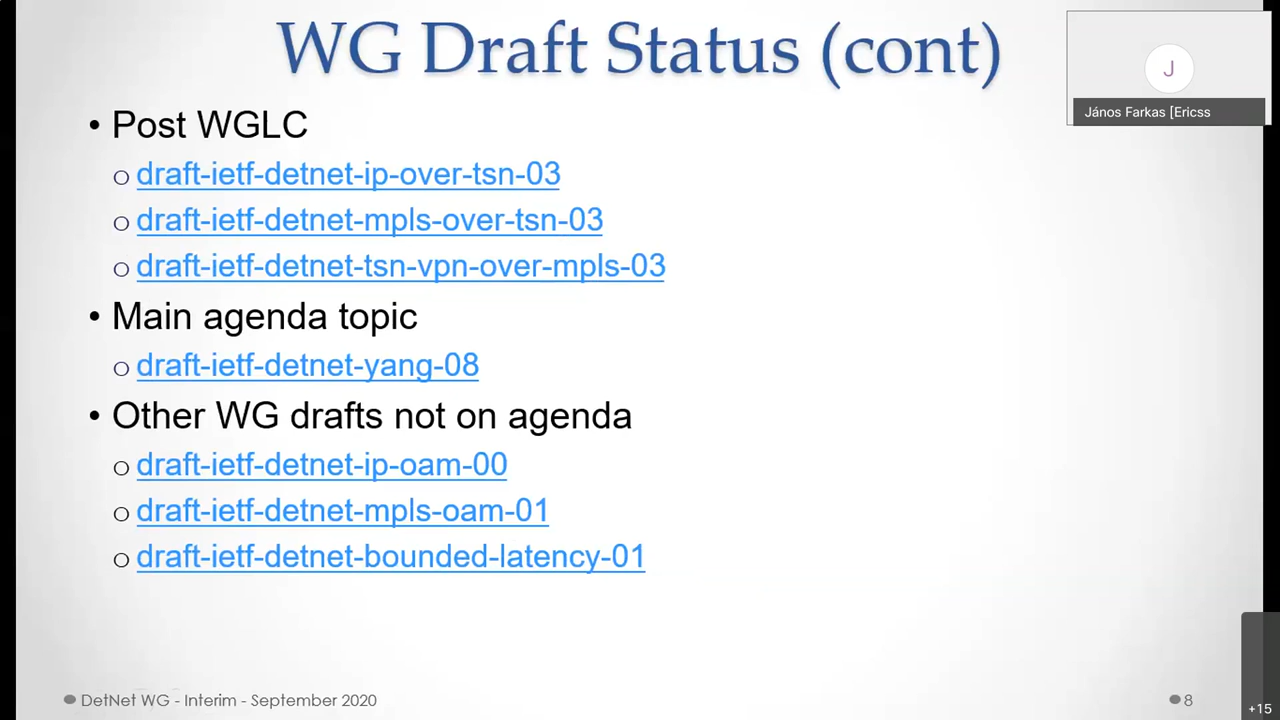 WG Draft Status (cont)
J
János Farkas [Ericss
• Post WGLC
o draft-ietf-detnet-ip-over-tsn-03
o draft-ietf-detnet-mpls-over-tsn-03
o draft-ietf-detnet-tsn-vpn-over-mpls-03
• Main agenda topic
o draft-ietf-detnet-yang-08
• Other WG drafts not on agenda
o draft-ietf-detnet-ip-oam-00
o draft-ietf-detnet-mpls-oam-01
o draft-ietf-detnet-bounded-latency-01
DetNet WG - Interim - September 2020
8
+15